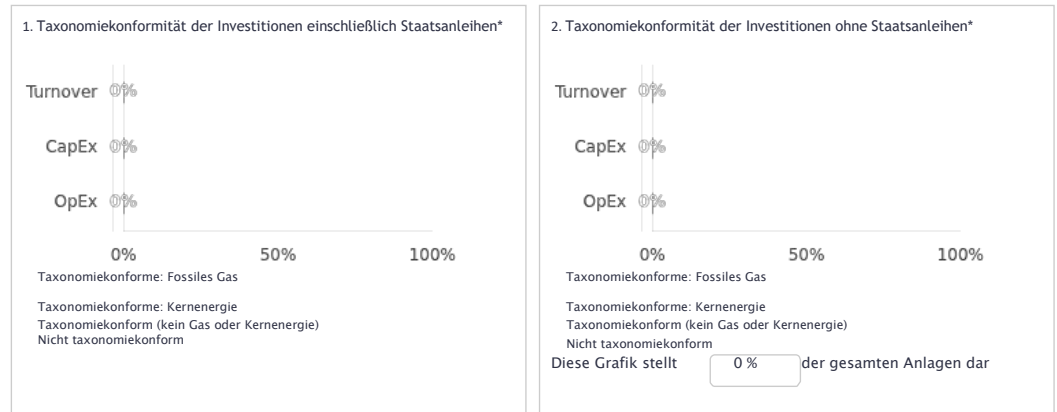 1. Taxonomiekonformität der Investitionen einschließlich Staatsanleihen*
Turnover 0%
CapEx 0%
OpEx 0%
0% 50% 100%
Taxonomiekonforme: Fossiles Gas
Taxonomiekonforme: Kernenergie
Taxonomiekonform (kein Gas oder Kernenergie)
Nicht taxonomiekonform
2. Taxonomiekonformität der Investitionen ohne Staatsanleihen*
Turnover 0%
CapEx 0%
OpEx 0%
0% 50% 100%
Taxonomiekonforme: Fossiles Gas
Taxonomiekonforme: Kernenergie
Taxonomiekonform (kein Gas oder Kernenergie)
Nicht taxonomiekonform
Diese Grafik stellt 0 % der gesamten Anlagen dar